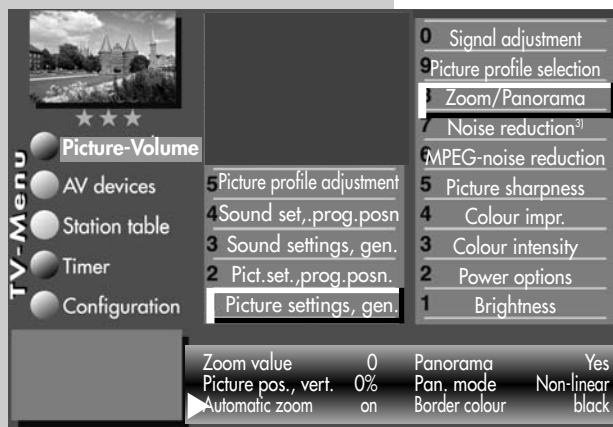 TV-Menu
Picture-Volume
AV devices
Station table
Timer
Configuration
5 Picture profile adjustment
4 Sound set,.prog.posn
3 Sound settings, gen.
2 Pict.set.,prog.posn.
Picture settings, gen.
0 Signal adjustment
9 Picture profile selection
8 Zoom/Panorama
7 Noise reduction3)
6 MPEG-noise reduction
5 Picture sharpness
4 Colour impr.
3 Colour intensity
2 Power options
1 Brightness
Zoom value 0 Panorama Yes
Picture pos., vert. 0% Pan. mode Non-linear
Automatic zoom on Border colour black